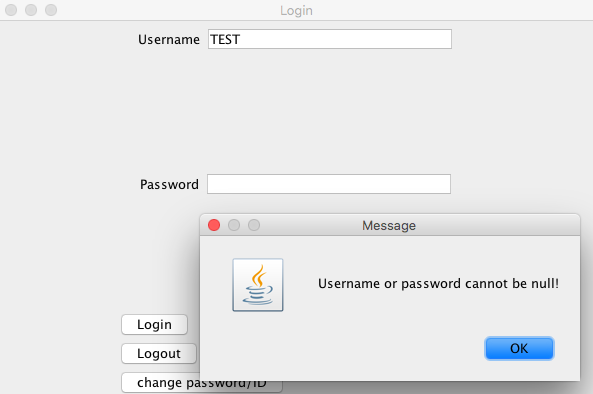 Login
Username TEST
Password
Message
Username or password cannot be null!
Login
OK
Logout
change password/ID